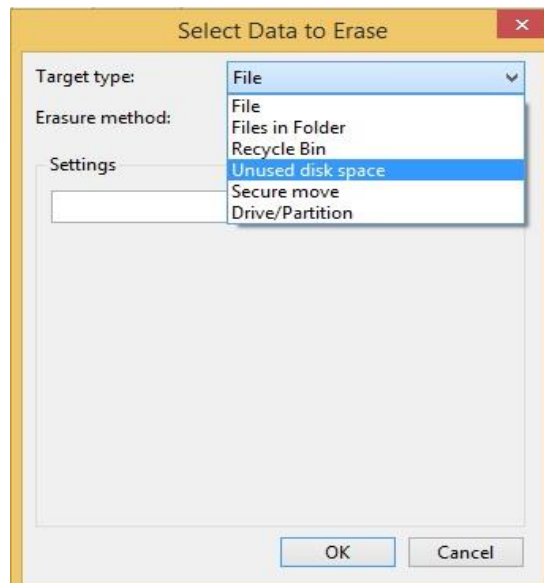 Select Data to Erase
Target type:
File
Erasure method:
File
Files in Folder
Recycle Bin
Unused disk space
Secure move
Drive/Partition
Settings
OK
Cancel